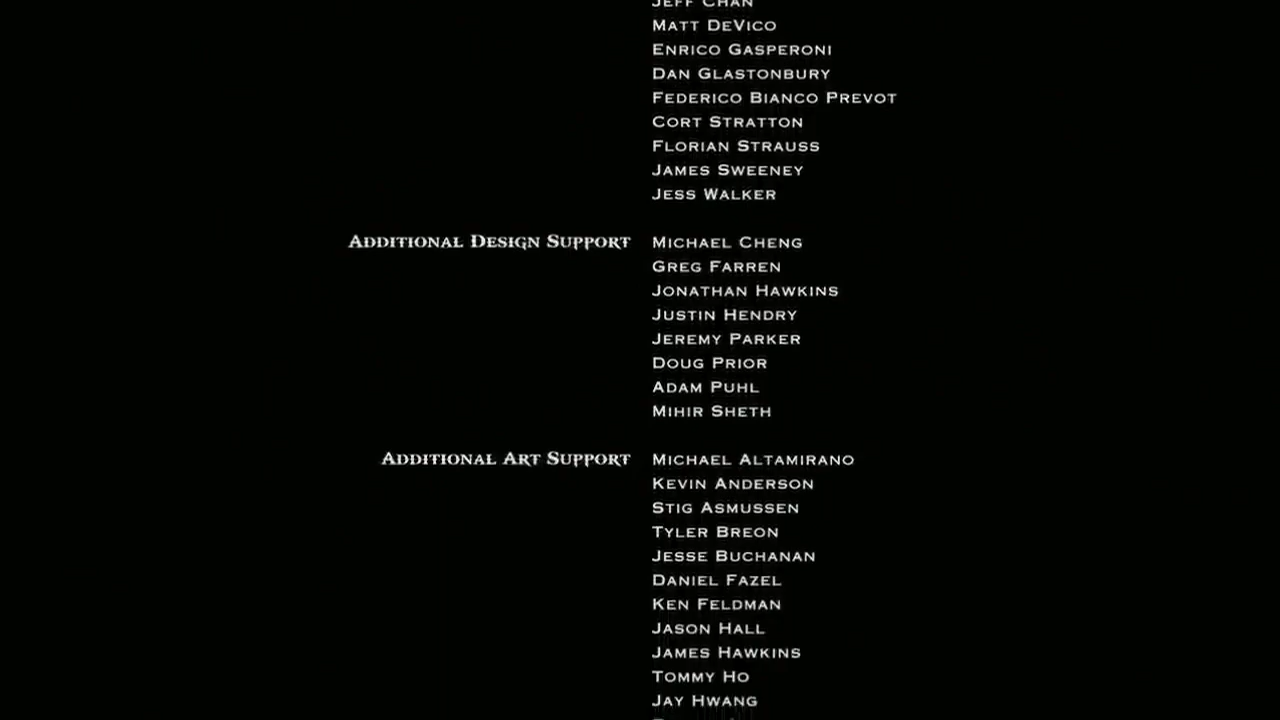 JEFF CHAN
MATT DEVICO
ENRICO GASPERONI
DAN GLASTONBURY
FEDERICO BIANCO PREVOT
CORT STRATTON
FLORIAN STRAUSS
JAMES SWEENEY
JESS WALKER
ADDITIONAL DESIGN SUPPORT MICHAEL CHENG
GREG FARREN
JONATHAN HAWKINS
JUSTIN HENDRY
JEREMY PARKER
DOUG PRIOR
ADAM PUHL
MIHIR SHETH
ADDITIONAL ART SUPPORT MICHAEL ALTAMIRANO
KEVIN ANDERSON
STIG ASMUSSEN
TYLER BREON
JESSE BUCHANAN
DANIEL FAZEL
KEN FELDMAN
JASON HALL
JAMES HAWKINS
TOMMY HO
JAY HWANG